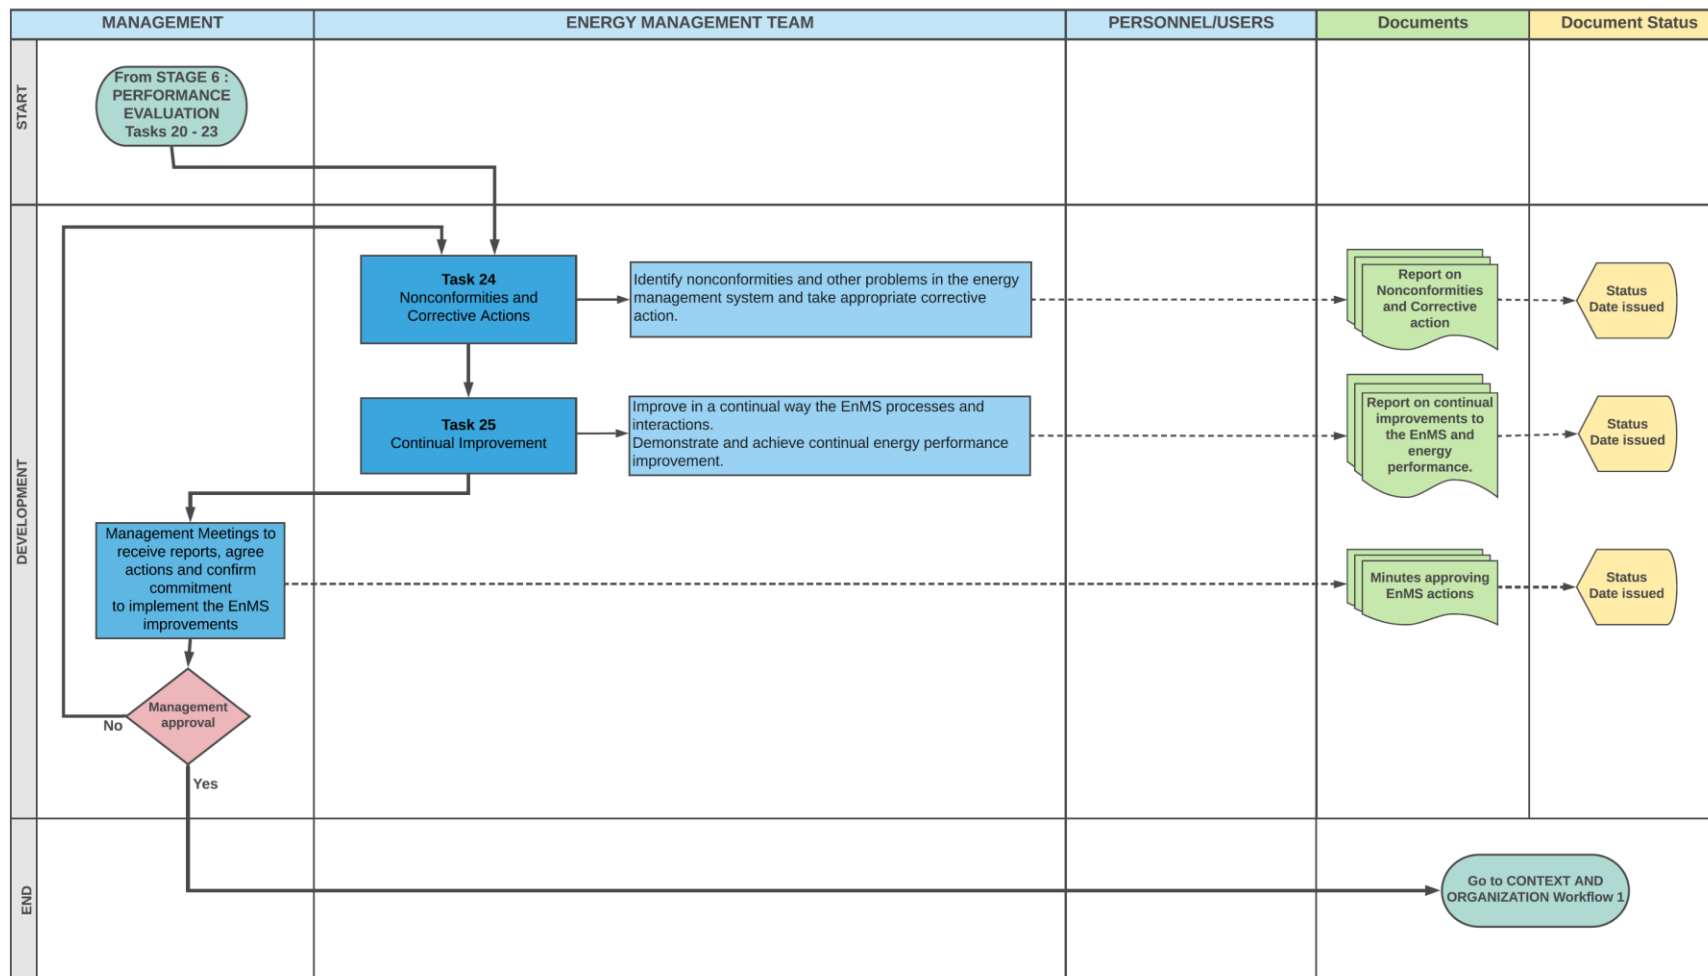 MANAGEMENT
ENERGY MANAGEMENT TEAM
PERSONNEL/USERS
Documents
Document Status
START
From STAGE 6 :
PERFORMANCE
EVALUATION
Tasks 20 - 23
DEVELOPMENT
Task 24
Nonconformities and
Corrective Actions
Identify nonconformities and other problems in the energy
management system and take appropriate corrective
action.
Report on
Nonconformities
and Corrective
action
Status
Date issued
Task 25
Continual Improvement
Improve in a continual way the EnMS processes and
interactions.
Demonstrate and achieve continual energy performance
improvement.
Report on continual
improvements to
the EnMS and
energy
performance.
Status
Date issued
Management Meetings to
receive reports, agree
actions and confirm
commitment
to implement the EnMS
improvements
Minutes approving
EnMS actions
Status
Date issued
Management
approval
No
Yes
END
Go to CONTEXT AND
ORGANIZATION Workflow 1